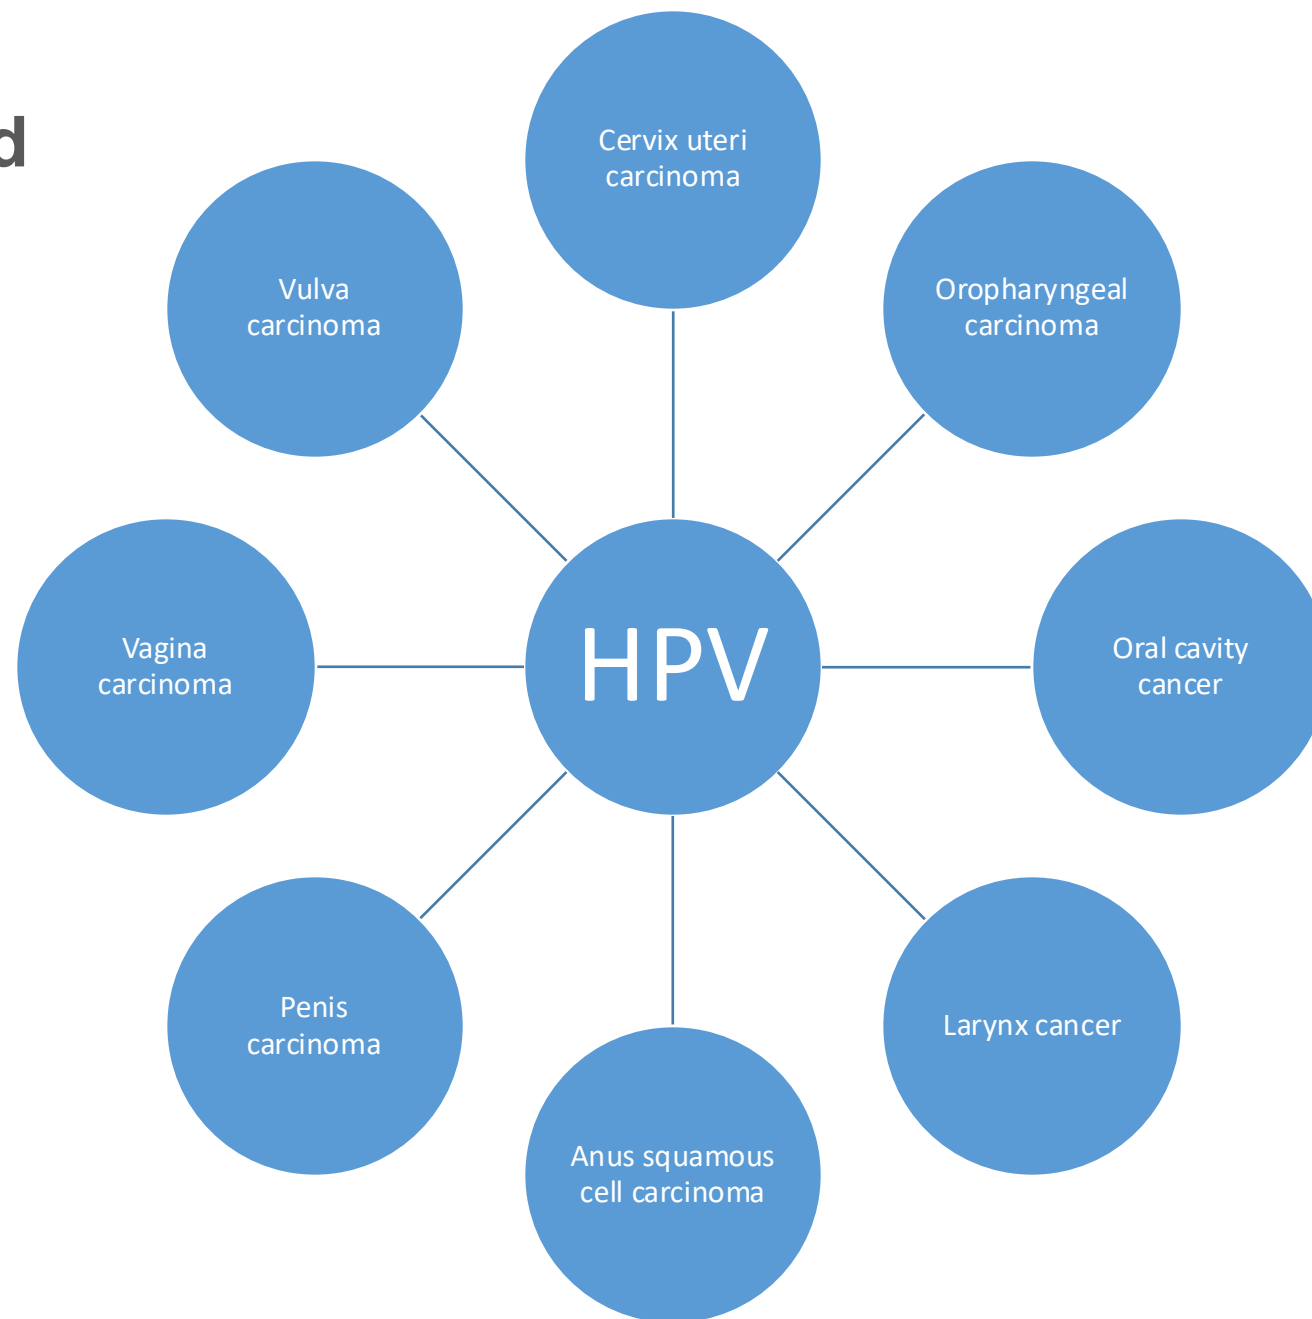 d
Cervix uteri
carcinoma
Oropharyngeal
carcinoma
Oral cavity
cancer
Larynx cancer
Anus squamous
cell carcinoma
Penis
carcinoma
Vagina
carcinoma
Vulva
carcinoma
HPV